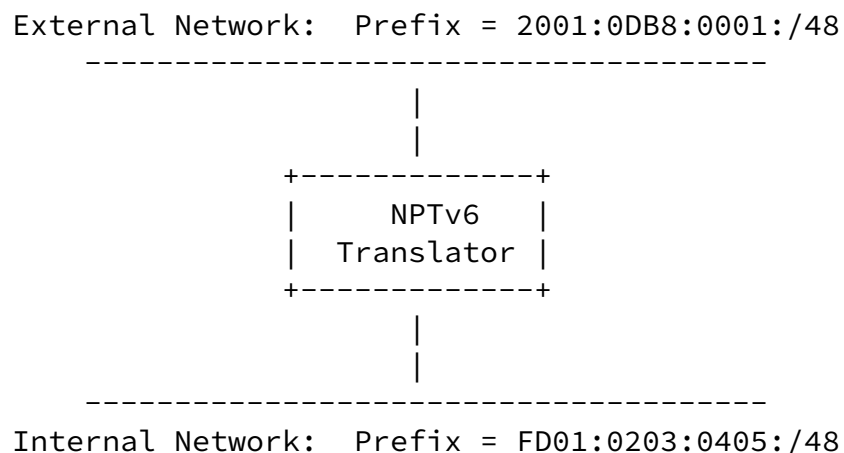 External Network:  Prefix = 2001:0DB8:0001:/48
--------------------------------------
|
|
+-------------+
|     NPTv6   |
|  Translator |
+-------------+
|
|
--------------------------------------
Internal Network:  Prefix = FD01:0203:0405:/48